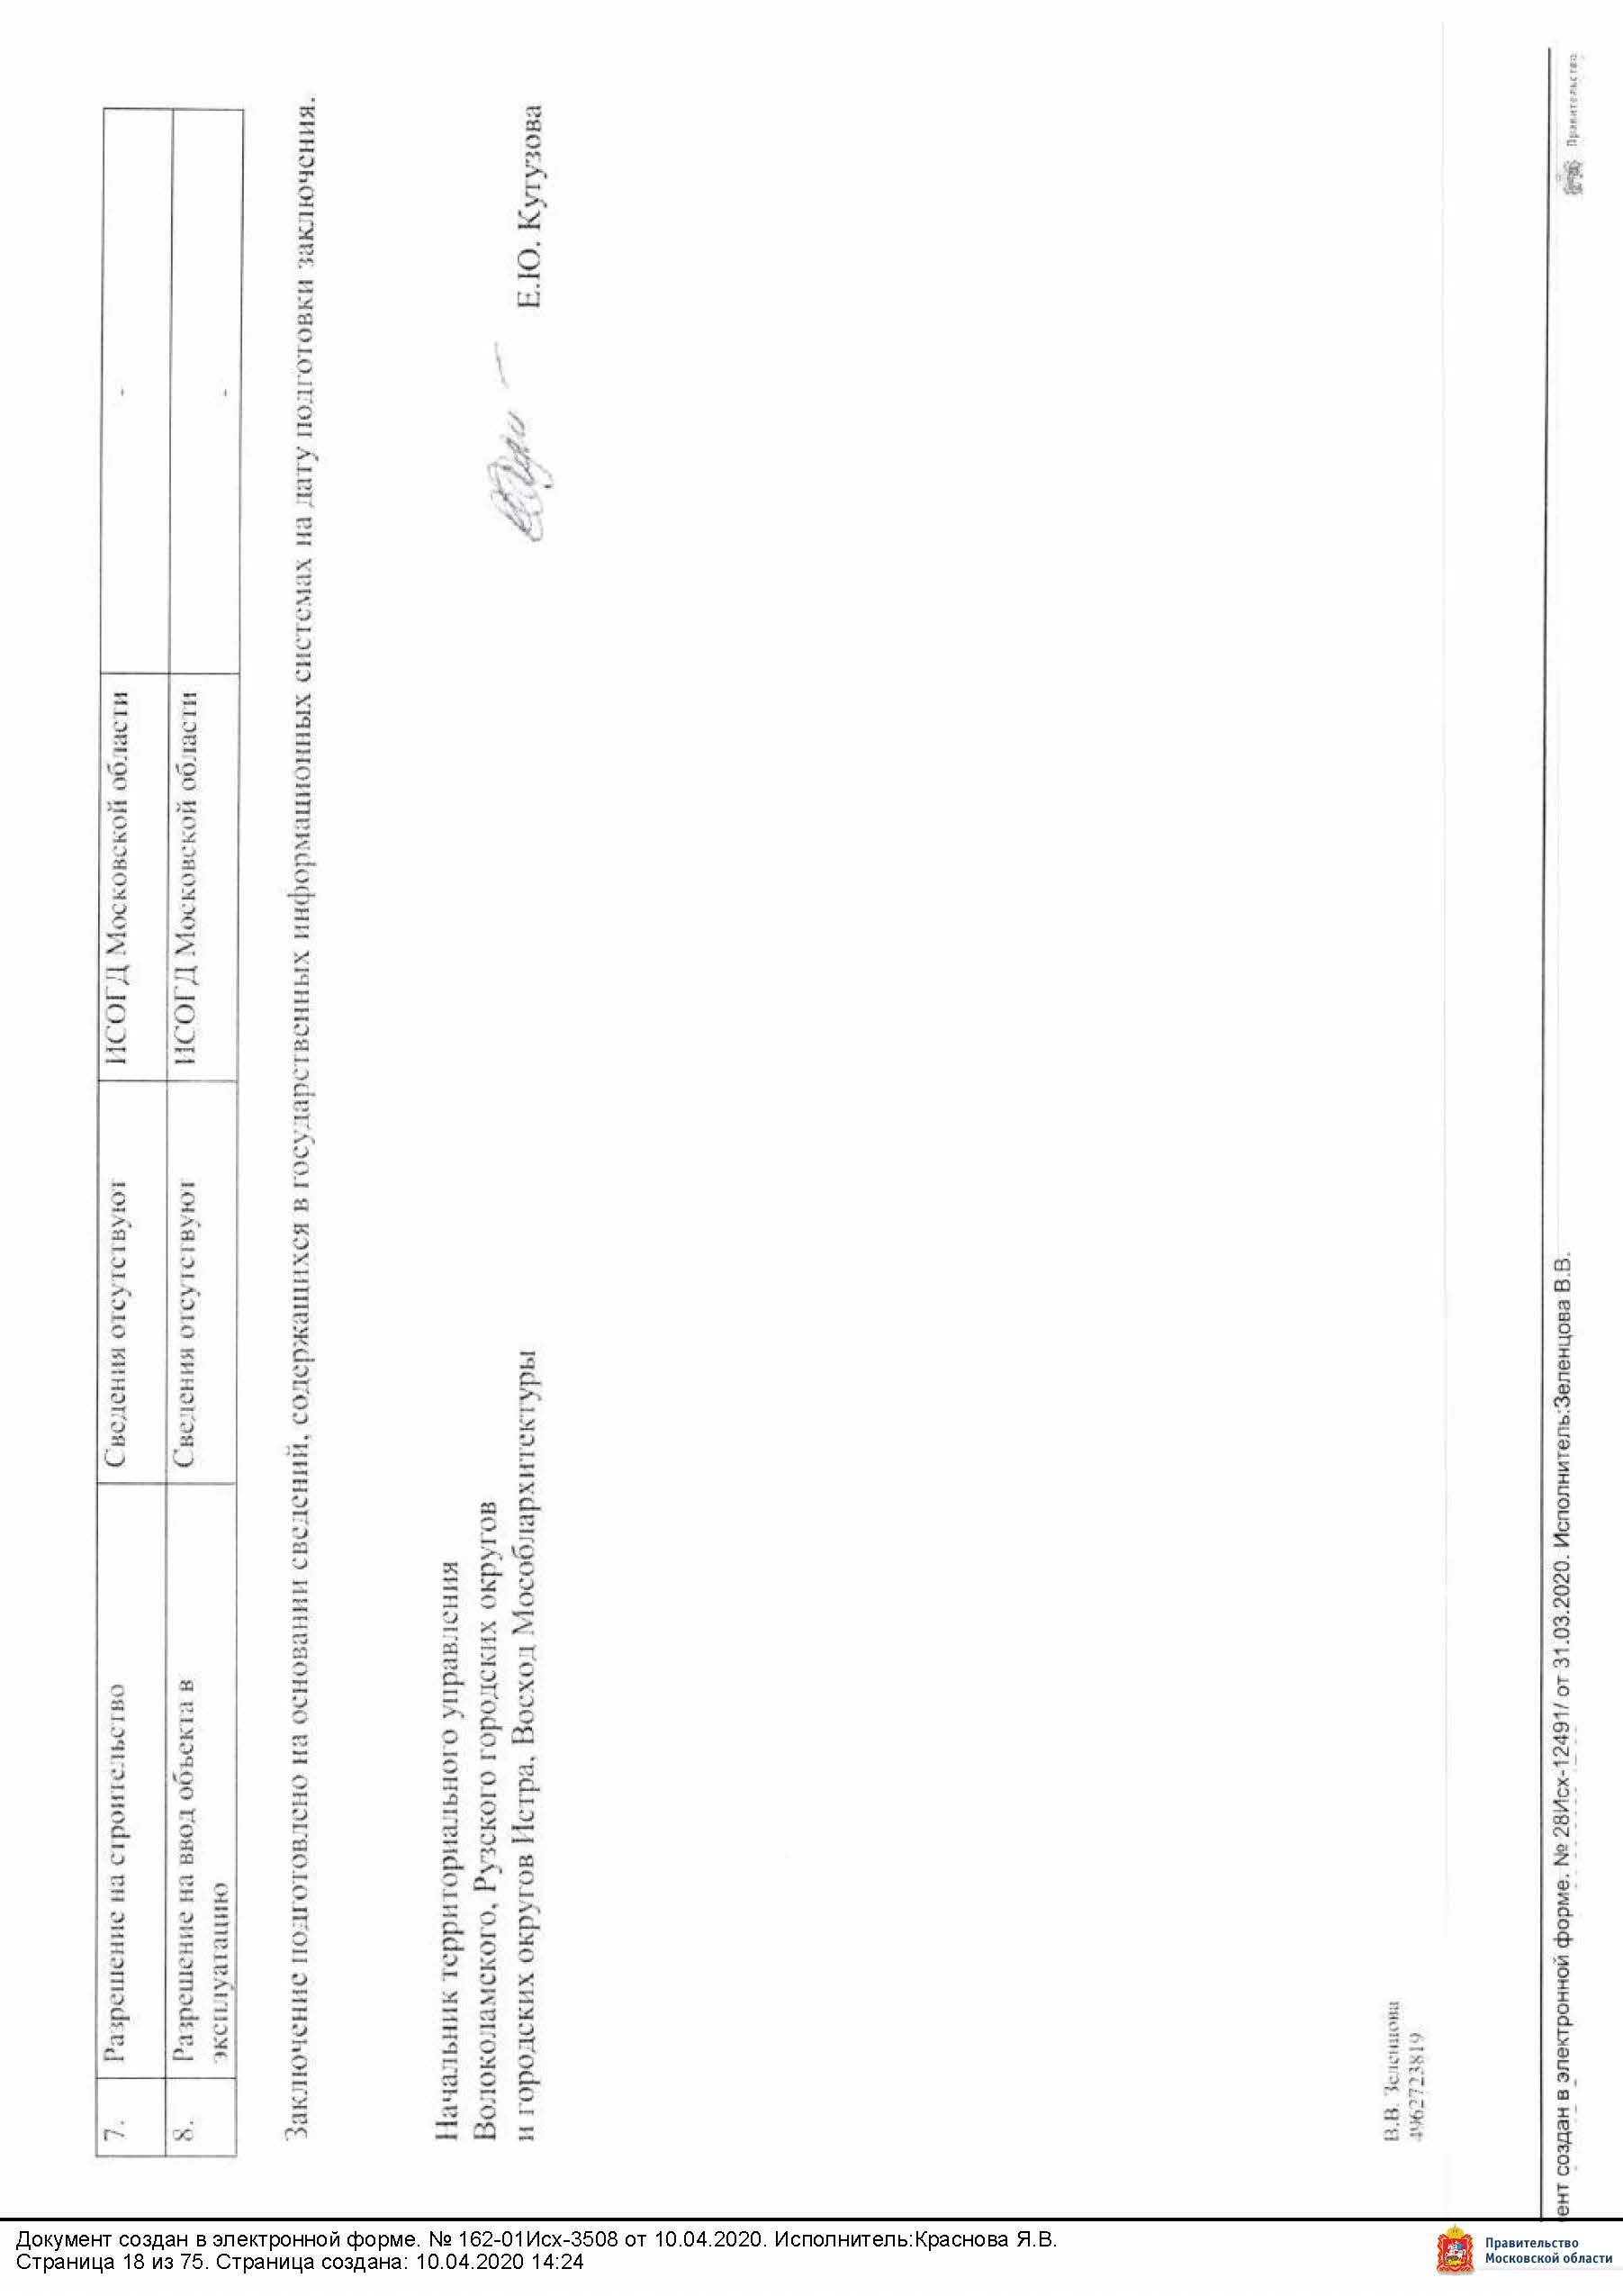 7. Разрешение на строительство Сведения отсутствуют ИСОГД Московской области -
8. Разрешение на ввод объекта в Сведения отсутствуют ИСОГД Московской области
эксплуатацию -
Заключение подготовлено на основании сведений, содержащихся в государственных информационных системах на дату подготовки заключения.
Начальник территориального управления
Волоколамского, Рузского городских округов
и городских округов Истра, Восход Мособлархитектуры Е.Ю. Кутузова
В.В. Зеленцова
4962723819
ент создан в электронной форме. № 28Исх-12491/ от 31.03.2020. Исполнитель:Зеленцова В.В.
Правительство
Документ создан в электронной форме. № 162-01Исх-3508 от 10.04.2020. Исполнитель:Краснова Я.В.
Страница 18 из 75. Страница создана: 10.04.2020 14:24
Правительство
Московской области